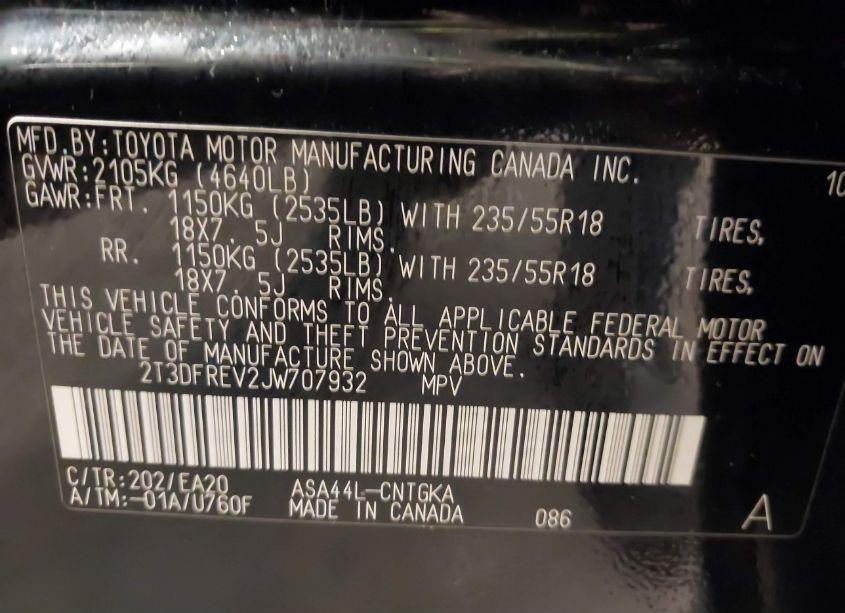 MFD.BY:TOYOTA MOTOR MANUFACTURING CANADA INC. 10
GVWR:2105KG (4640LB)
GAWR:FRT. 1150KG (2535LB) WITH 235/55R18 TIRES,
18X7. 5J RIMS.
RR. 1150KG (2535LB) WITH 235/55R18 TIRES,
18X7. 5J RIMS.
THIS VEHICLE CONFORMS TO ALL APPLICABLE FEDERAL MOTOR
VEHICLE SAFETY AND THEFT PREVENTION STANDARDS IN EFFECT ON
THE DATE OF MANUFACTURE SHOWN ABOVE.
2T3DFREV2JW707932 MPV
C/TR:202/EA20 ASA44L-CNTGKA
A/TM:-01A/U760F MADE IN CANADA 086 A